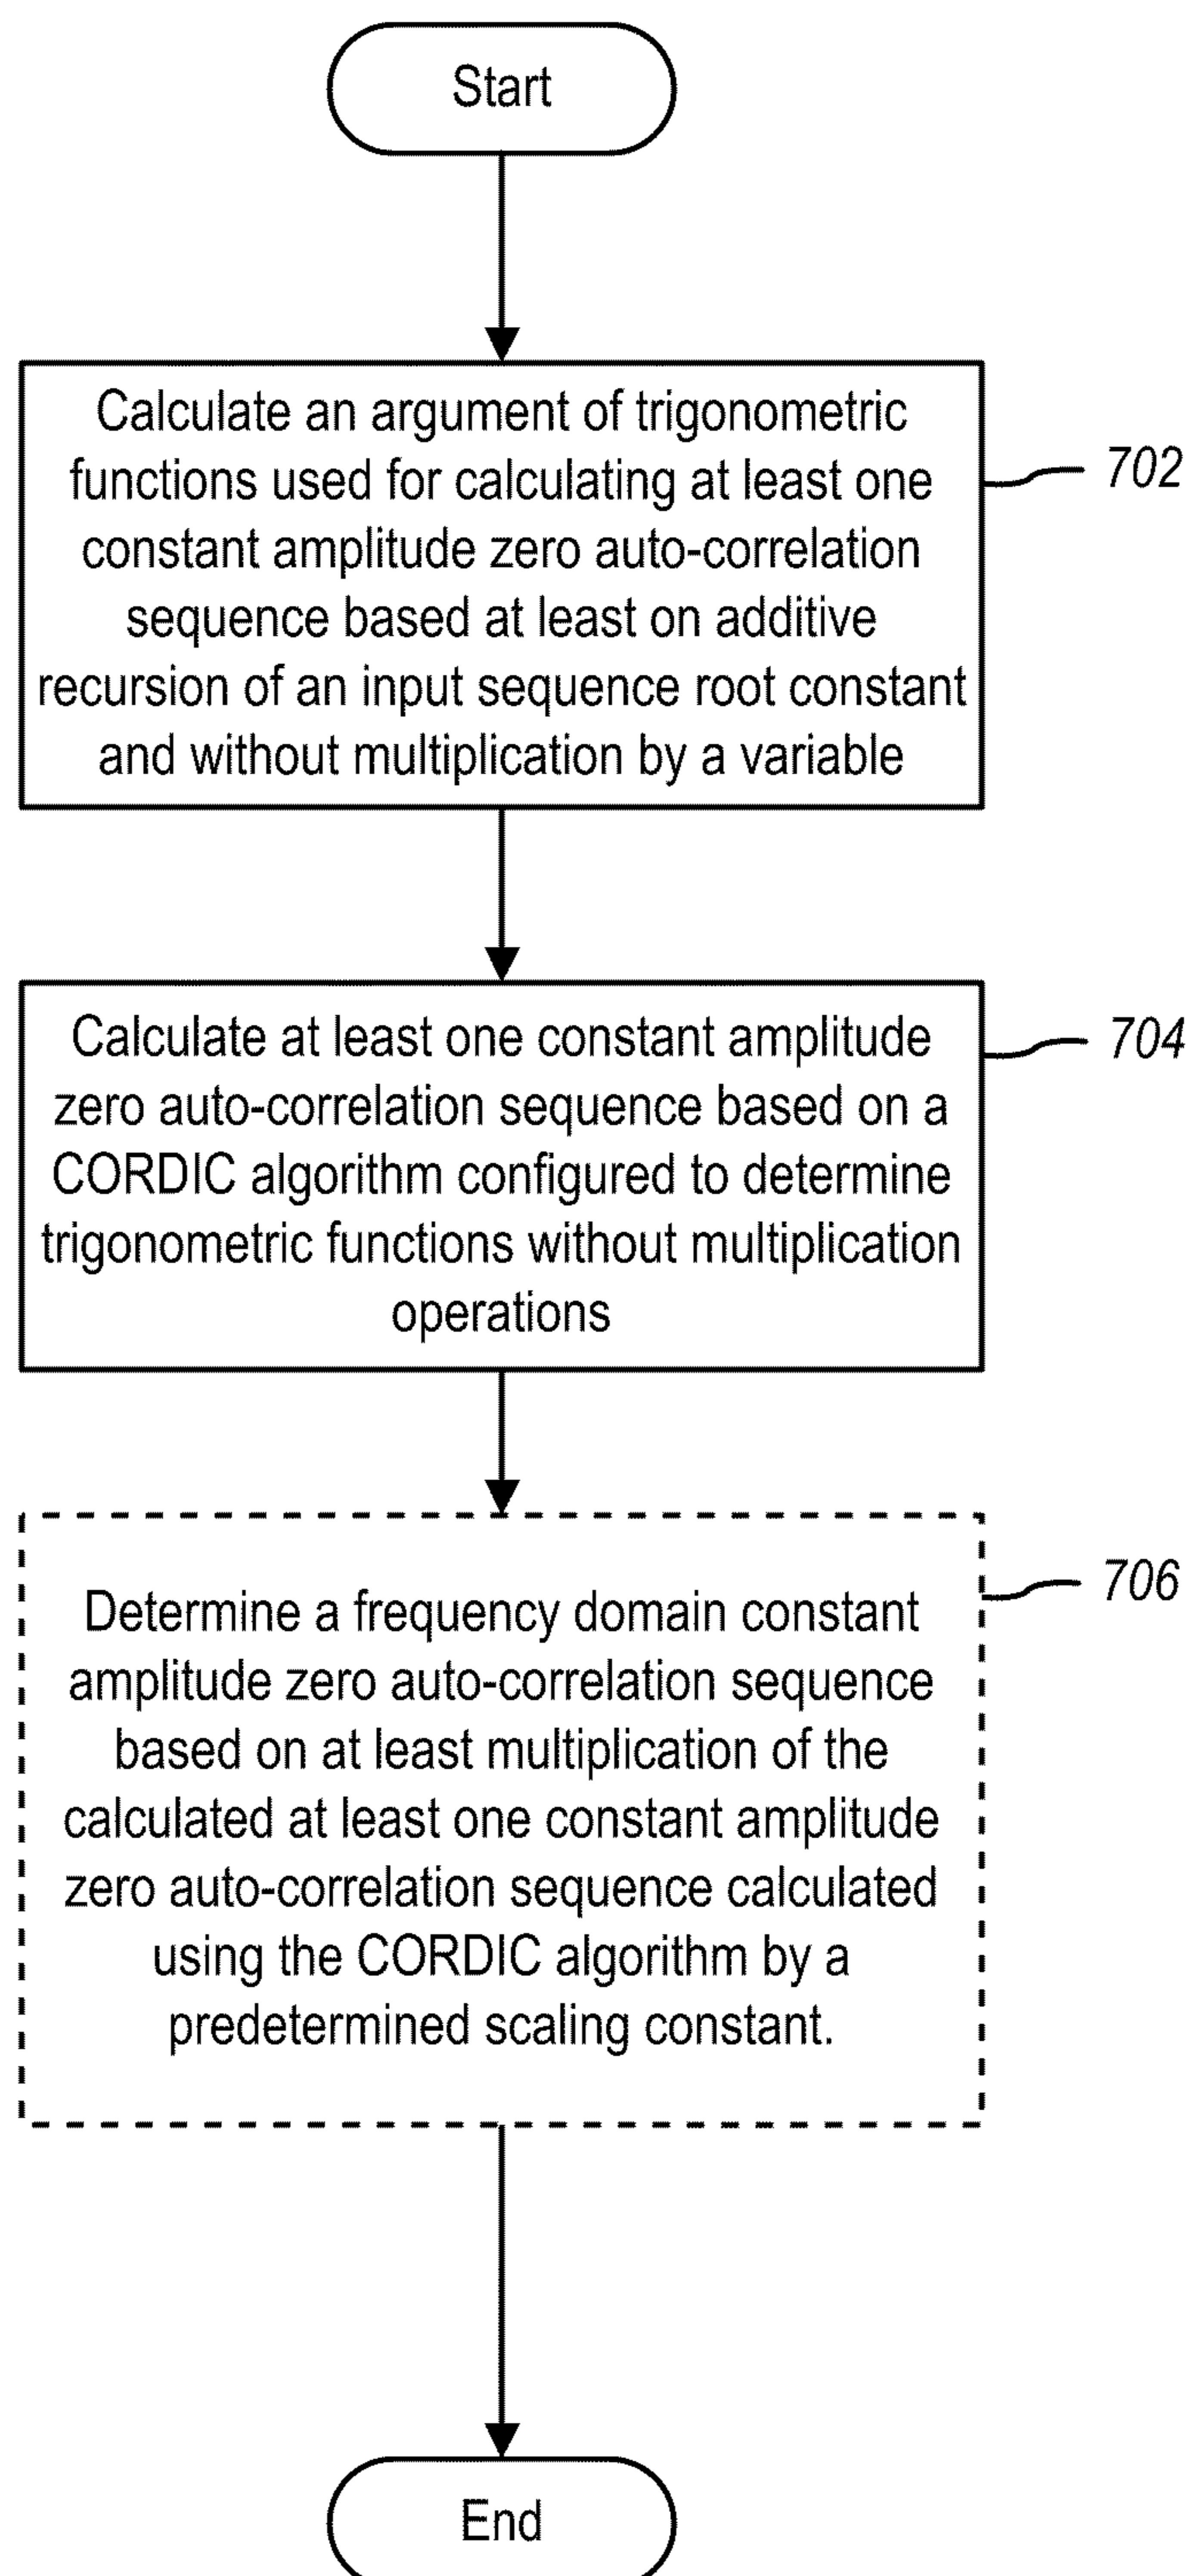 Start
Calculate an argument of trigonometric
functions used for calculating at least one
constant amplitude zero auto-correlation
sequence based at least on additive
recursion of an input sequence root constant
and without multiplication by a variable
702
Calculate at least one constant amplitude
zero auto-correlation sequence based on a
CORDIC algorithm configured to determine
trigonometric functions without multiplication
operations
704
Determine a frequency domain constant
amplitude zero auto-correlation sequence
based on at least multiplication of the
calculated at least one constant amplitude
zero auto-correlation sequence calculated
using the CORDIC algorithm by a
predetermined scaling constant.
706
End